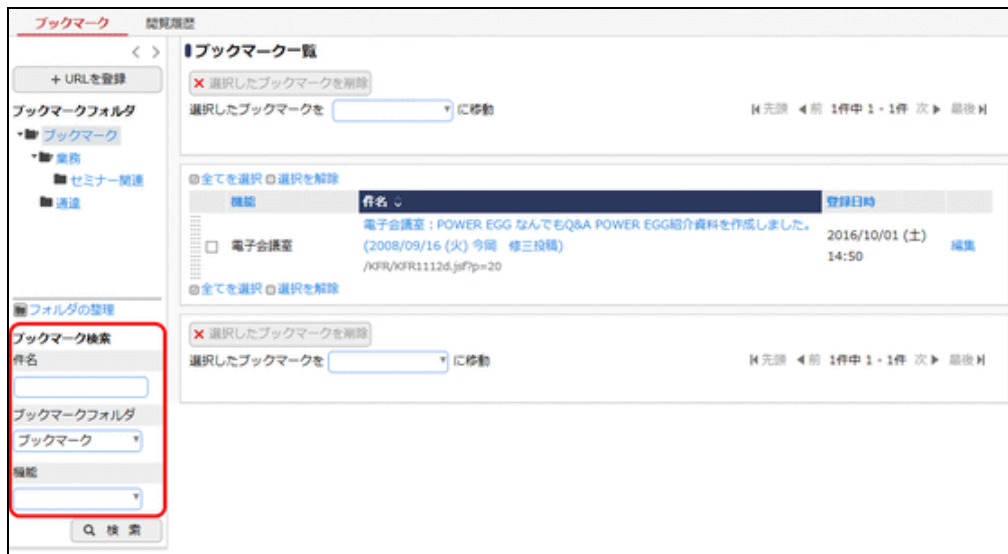 ブックマーク 閲覧履歴
+ URLを登録
ブックマークフォルダ
ブックマーク
業務
セミナー関連
通達
フォルダの整理
ブックマーク検索
件名
ブックマークフォルダ
ブックマーク
機能
検 索
ブックマーク一覧
選択したブックマークを削除
選択したブックマークを に移動 先頭 前 1件中 1 - 1件 次 最後
全てを選択 選択を解除
機能 件名 登録日時
電子会議室 電子会議室:POWER EGG なんでもQ&A POWER EGG紹介資料を作成しました。
(2008/09/16 (火) 今岡 修三投稿)
/KFR/KFR1112d.jsf?p=20
2016/10/01 (土)
14:50
編集
全てを選択 選択を解除
選択したブックマークを削除
選択したブックマークを に移動 先頭 前 1件中 1 - 1件 次 最後